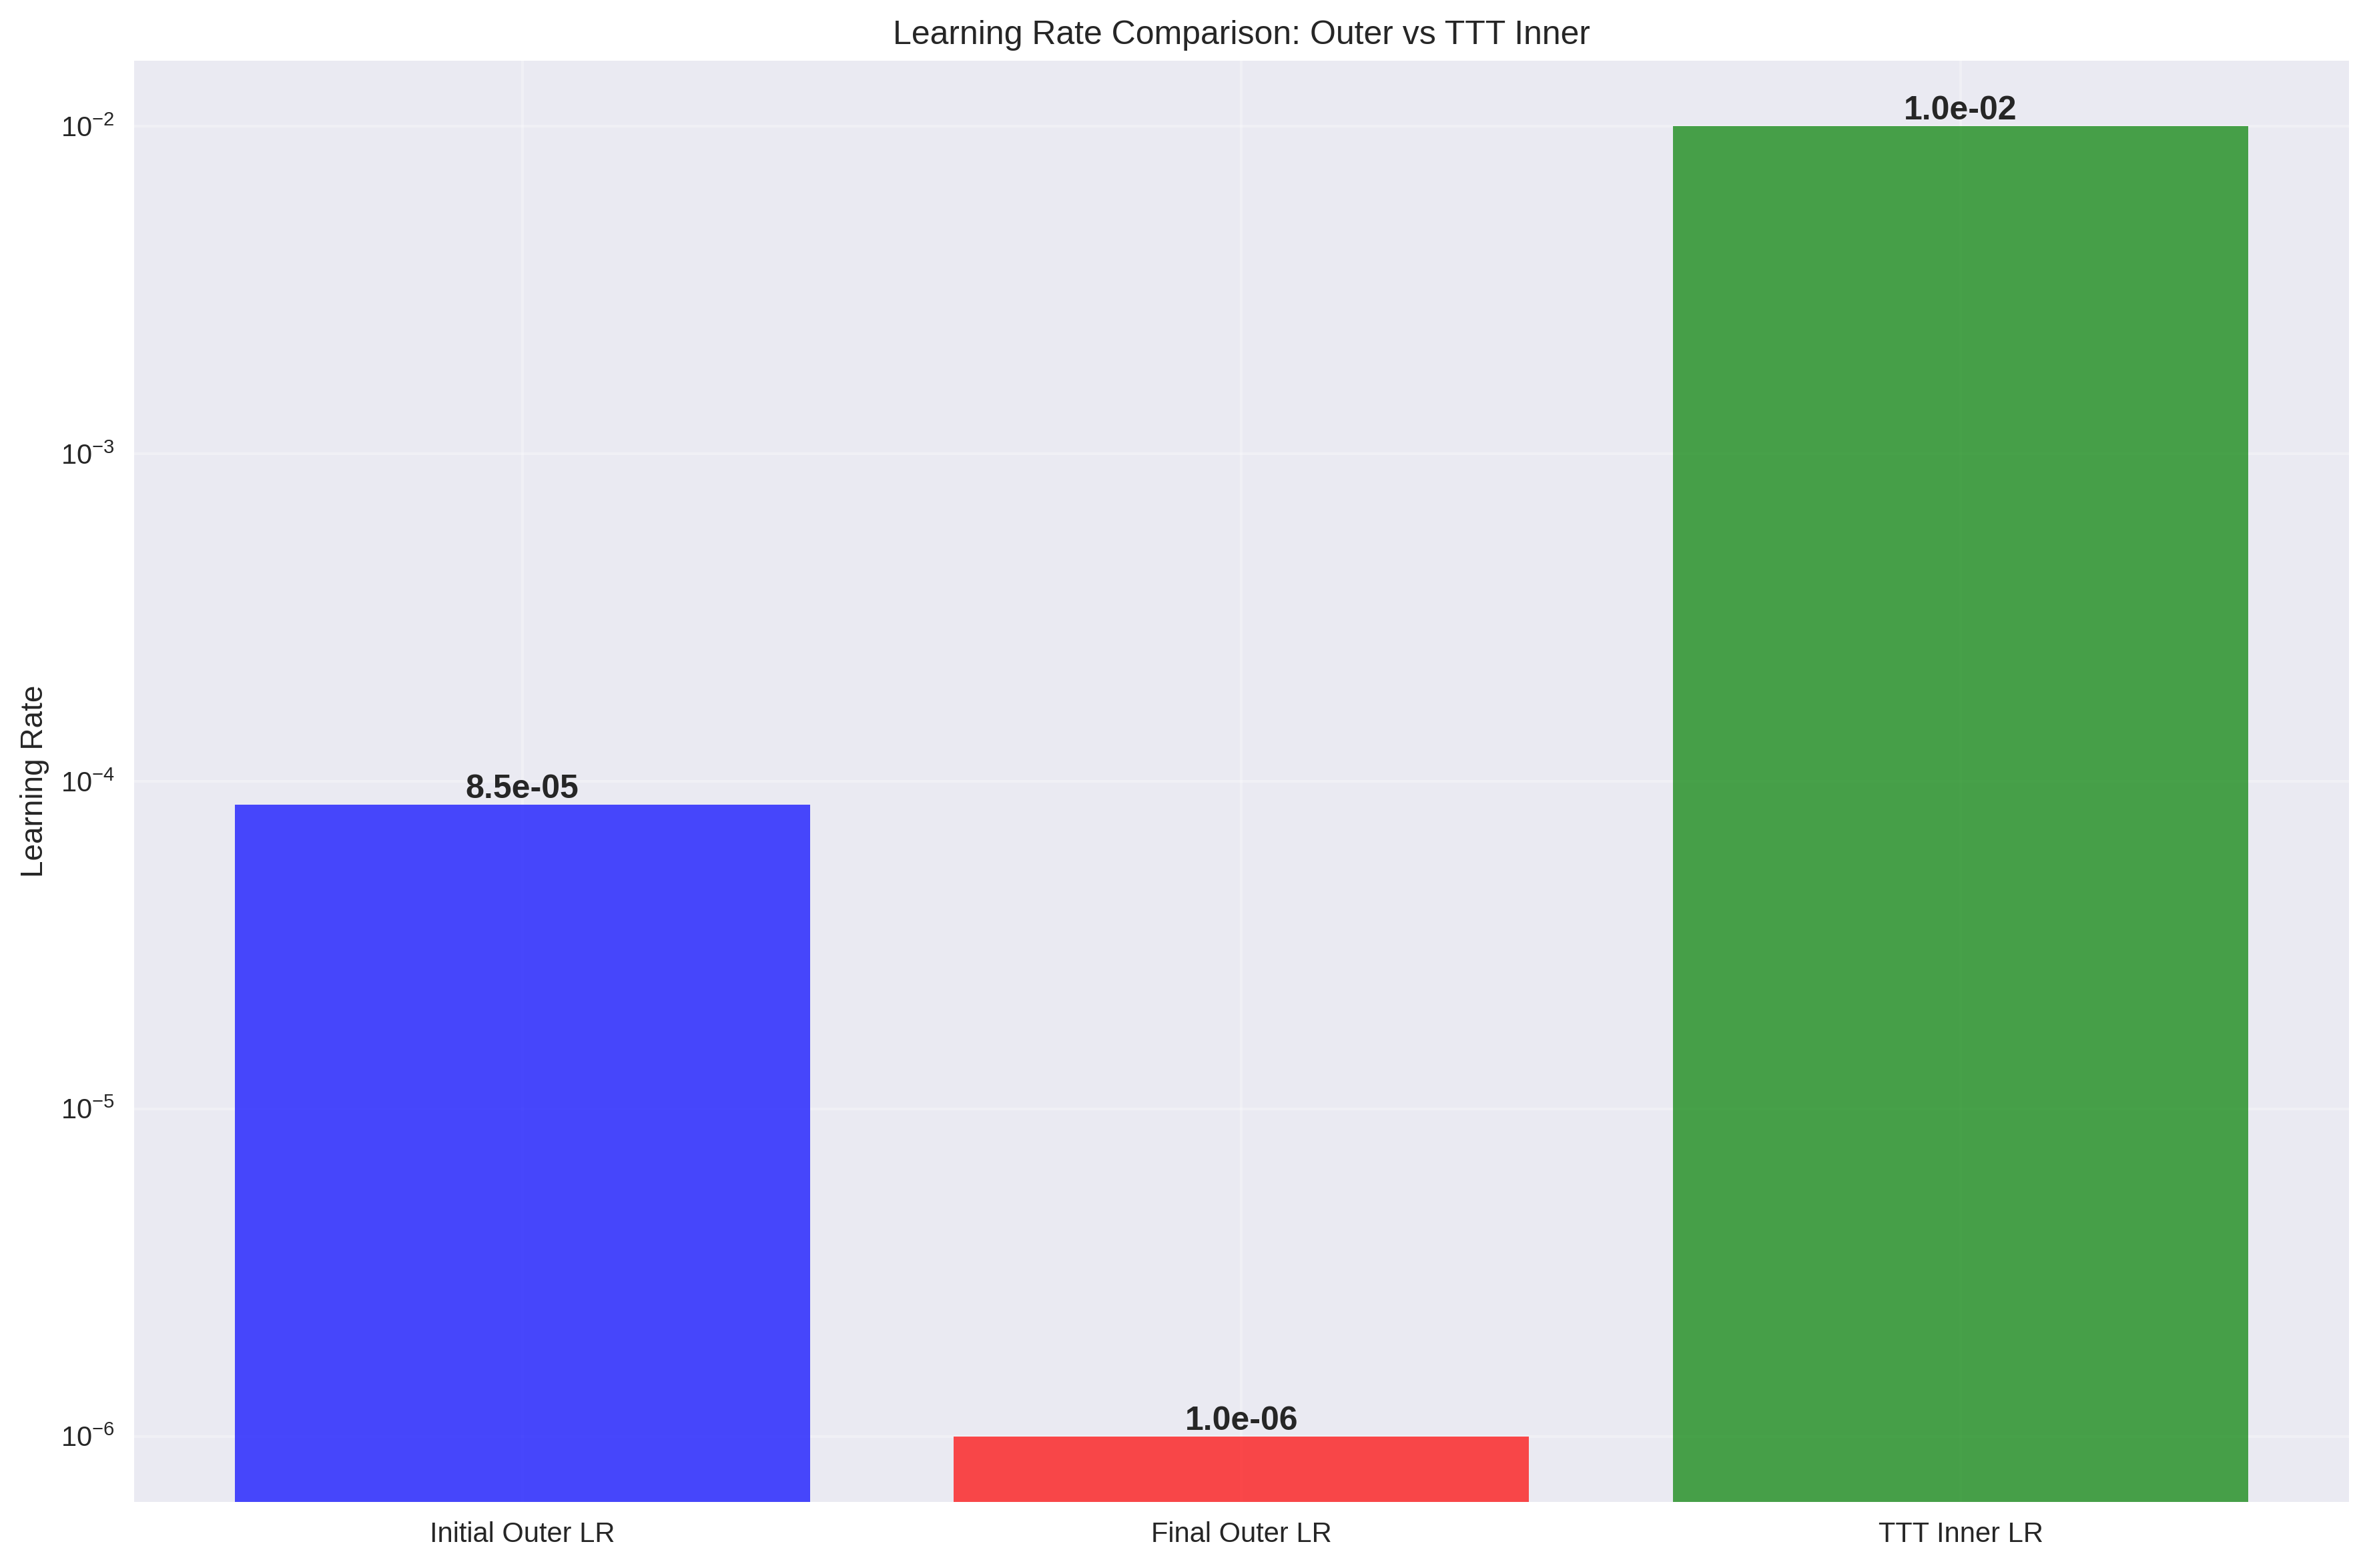 Learning Rate Comparison: Outer vs TTT Inner
Learning Rate
10⁻²
10⁻³
10⁻⁴
10⁻⁵
10⁻⁶
8.5e-05
1.0e-06
1.0e-02
Initial Outer LR
Final Outer LR
TTT Inner LR